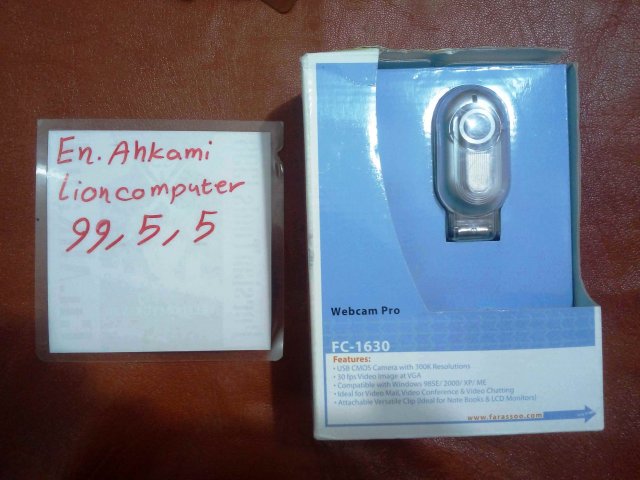 En. Ahkami
Lioncomputer
99, 5, 5
Webcam Pro
FC-1630
Features:
• USB CMOS Camera with 300K Resolutions
• 30 fps Video Image at VGA
• Compatible with Windows 98SE/ 2000/ XP/ ME
• Ideal for Video Mail, Video Conference & Video Chatting
• Attachable Versatile Clip (Ideal for Note Books & LCD Monitors)
www.farassoo.com